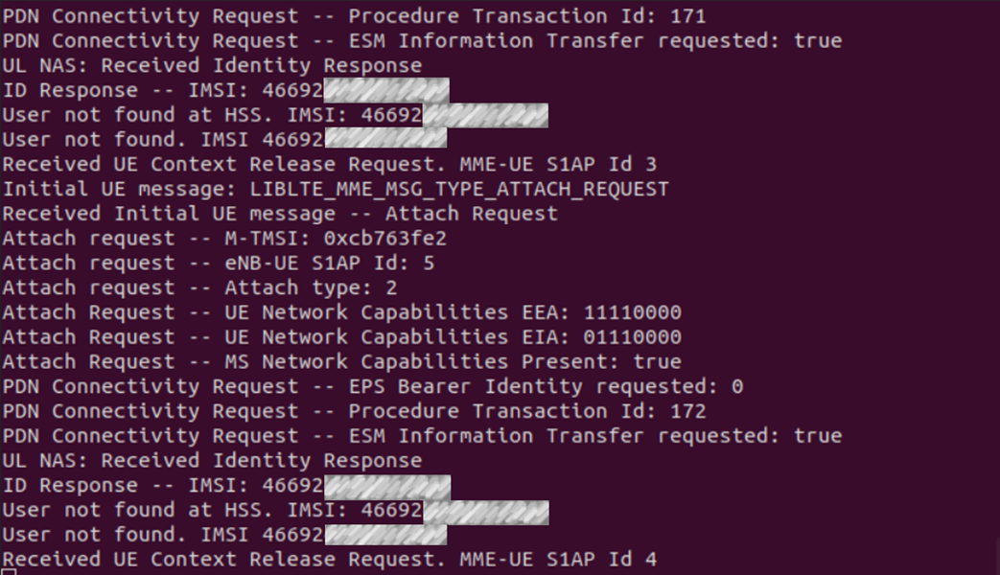 PDN Connectivity Request -- Procedure Transaction Id: 171
PDN Connectivity Request -- ESM Information Transfer requested: true
UL NAS: Received Identity Response
ID Response -- IMSI: 46692
User not found at HSS. IMSI: 46692
User not found. IMSI 46692
Received UE Context Release Request. MME-UE S1AP Id 3
Initial UE message: LIBLTE_MME_MSG_TYPE_ATTACH_REQUEST
Received Initial UE message -- Attach Request
Attach request -- M-TMSI: 0xcb763fe2
Attach request -- eNB-UE S1AP Id: 5
Attach request -- Attach type: 2
Attach Request -- UE Network Capabilities EEA: 11110000
Attach Request -- UE Network Capabilities EIA: 01110000
Attach Request -- MS Network Capabilities Present: true
PDN Connectivity Request -- EPS Bearer Identity requested: 0
PDN Connectivity Request -- Procedure Transaction Id: 172
PDN Connectivity Request -- ESM Information Transfer requested: true
UL NAS: Received Identity Response
ID Response -- IMSI: 46692
User not found at HSS. IMSI: 46692
User not found. IMSI 46692
Received UE Context Release Request. MME-UE S1AP Id 4